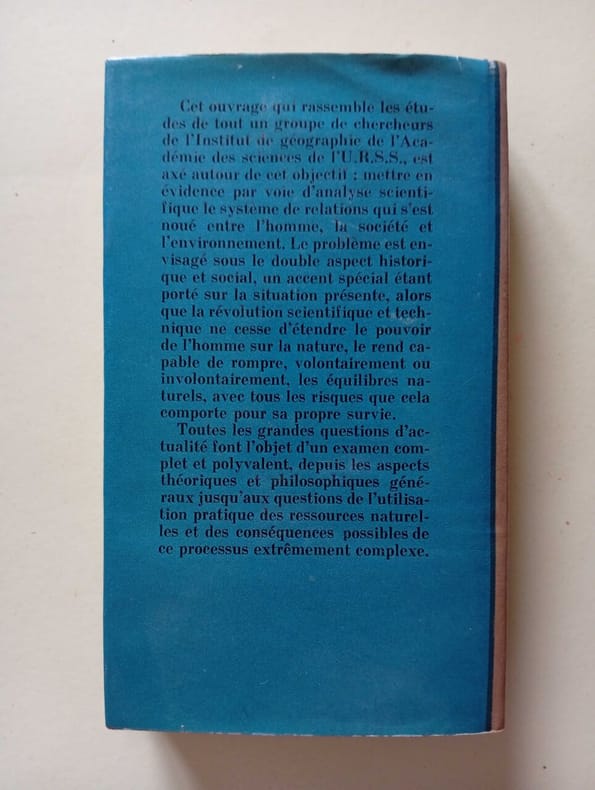 Cet ouvrage qui rassemble les étu-
des de tout un groupe de chercheurs
de l'Institut de géographie de l'Aca-
démie des sciences de l'U.R.S.S., est
axé autour de cet objectif : mettre en
évidence par voie d'analyse scienti-
fique le système de relations qui s'est
noué entre l'homme, la société et
l'environnement. Le problème est en-
visagé sous le double aspect histori-
que et social, un accent spécial étant
porté sur la situation présente, alors
que la révolution scientifique et tech-
nique ne cesse d'étendre le pouvoir
de l'homme sur la nature, le rend ca-
pable de rompre, volontairement ou
involontairement, les équilibres na-
turels, avec tous les risques que cela
comporte pour sa propre survie.
Toutes les grandes questions d'ac-
tualité font l'objet d'un examen com-
plet et polyvalent, depuis les aspects
théoriques et philosophiques géné-
raux jusqu'aux questions de l'utilisa-
tion pratique des ressources naturel-
les et des conséquences possibles de
ce processus extrêmement complexe.